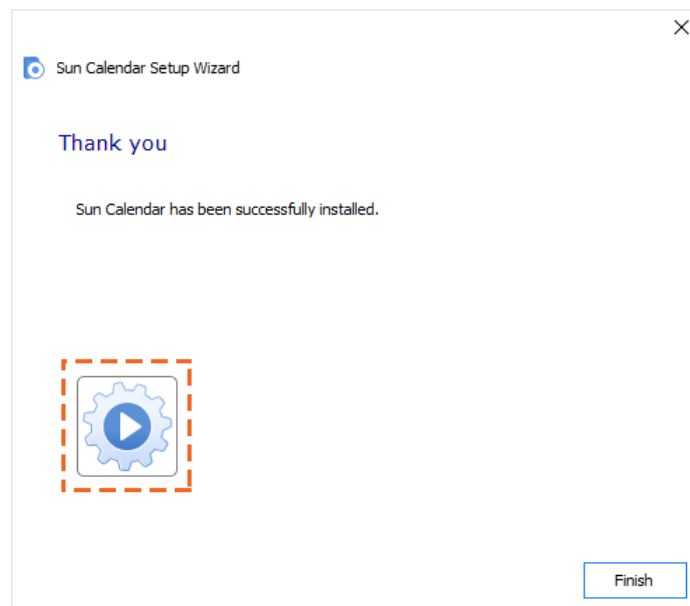 Sun Calendar Setup Wizard
Thank you
Sun Calendar has been successfully installed.
Finish